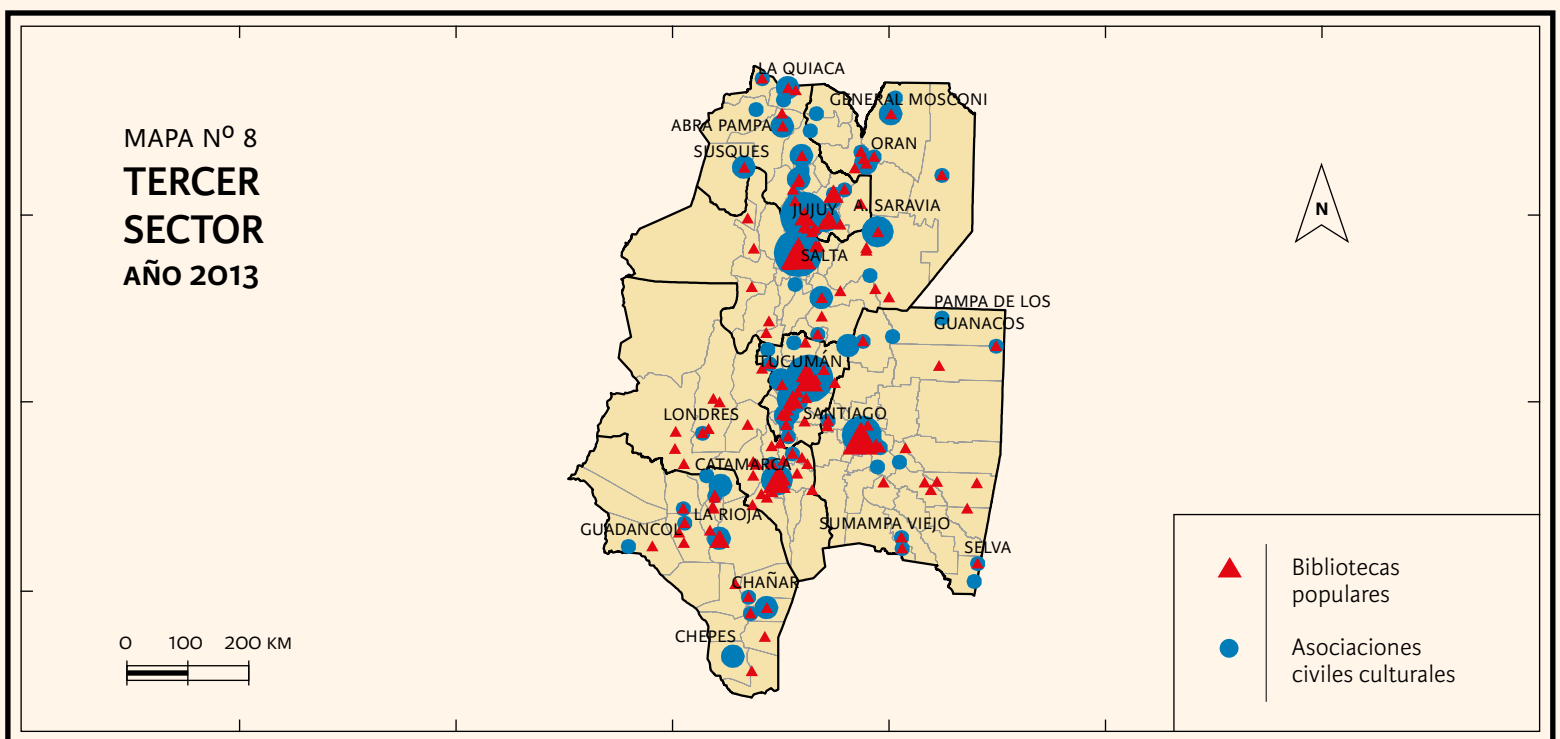 MAPA Nº 8
TERCER
SECTOR
AÑO 2013
LA QUIACA
GENERAL MOSCONI
ABRA PAMPA
ORAN
SUSQUES
JUJUY
A. SARAVIA
SALTA
PAMPA DE LOS
GUANACOS
TUCUMÁN
LONDRES
SANTIAGO
CATAMARCA
LA RIOJA
GUADANCOL
SUMAMPA VIEJO
SELVA
CHAÑAR
CHEPES
N
0 100 200 KM
Bibliotecas
populares
Asociaciones
civiles culturales